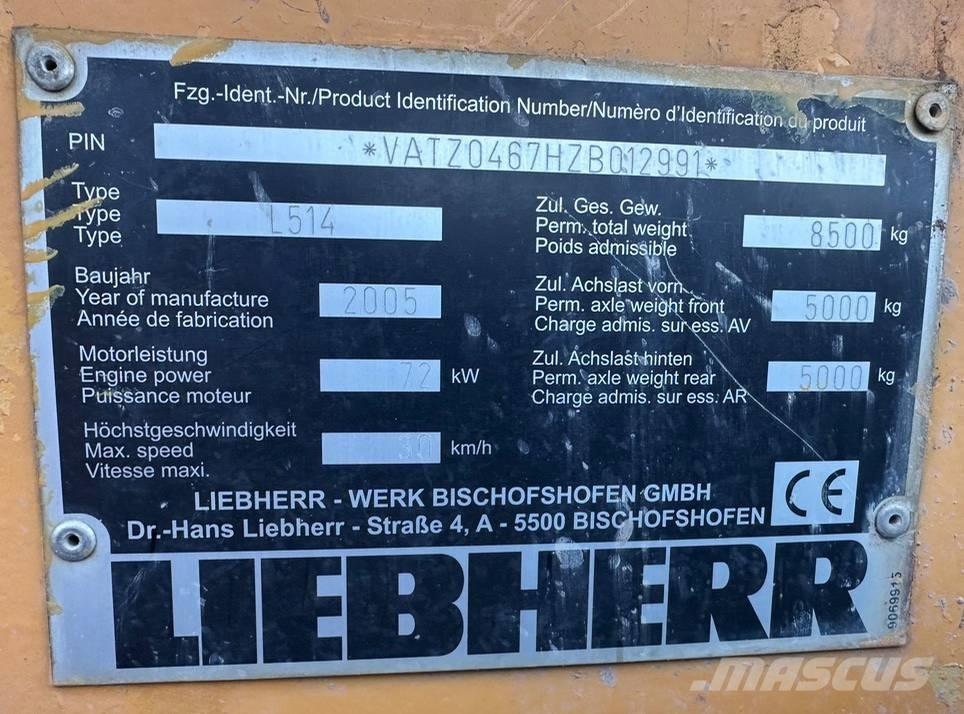 Fzg.-Ident.-Nr./Product Identification Number/Numèro d'Identification du produit
PIN *VATZ0467HZB012991*
Type
Type L514
Type
Zul. Ges. Gew.
Perm. total weight 8500 kg
Poids admissible
Baujahr
Year of manufacture 2005
Année de fabrication
Zul. Achslast vorn
Perm. axle weight front 5000 kg
Charge admis. sur ess. AV
Motorleistung
Engine power 72 kW
Puissance moteur
Zul. Achslast hinten
Perm. axle weight rear 5000 kg
Charge admis. sur ess. AR
Höchstgeschwindigkeit
Max. speed 30 km/h
Vitesse maxi.
LIEBHERR - WERK BISCHOFSHOFEN GMBH
Dr.-Hans Liebherr - Straße 4, A - 5500 BISCHOFSHOFEN
CE
LIEBHERR
9069913
MASCUS